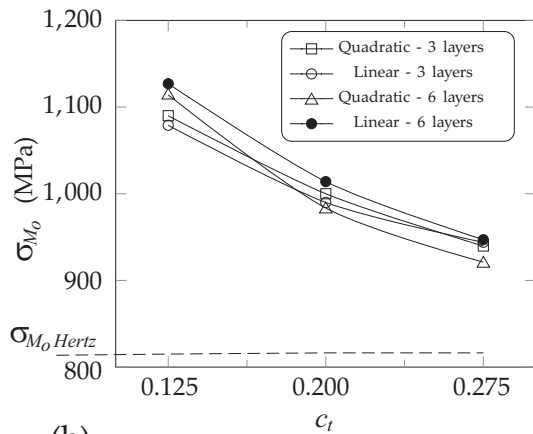 1,200
Quadratic - 3 layers
Linear - 3 layers
Quadratic - 6 layers
Linear - 6 layers
1,100
σMo (MPa)
1,000
900
σMo Hertz
800
0.125 0.200 0.275
ct
(b)